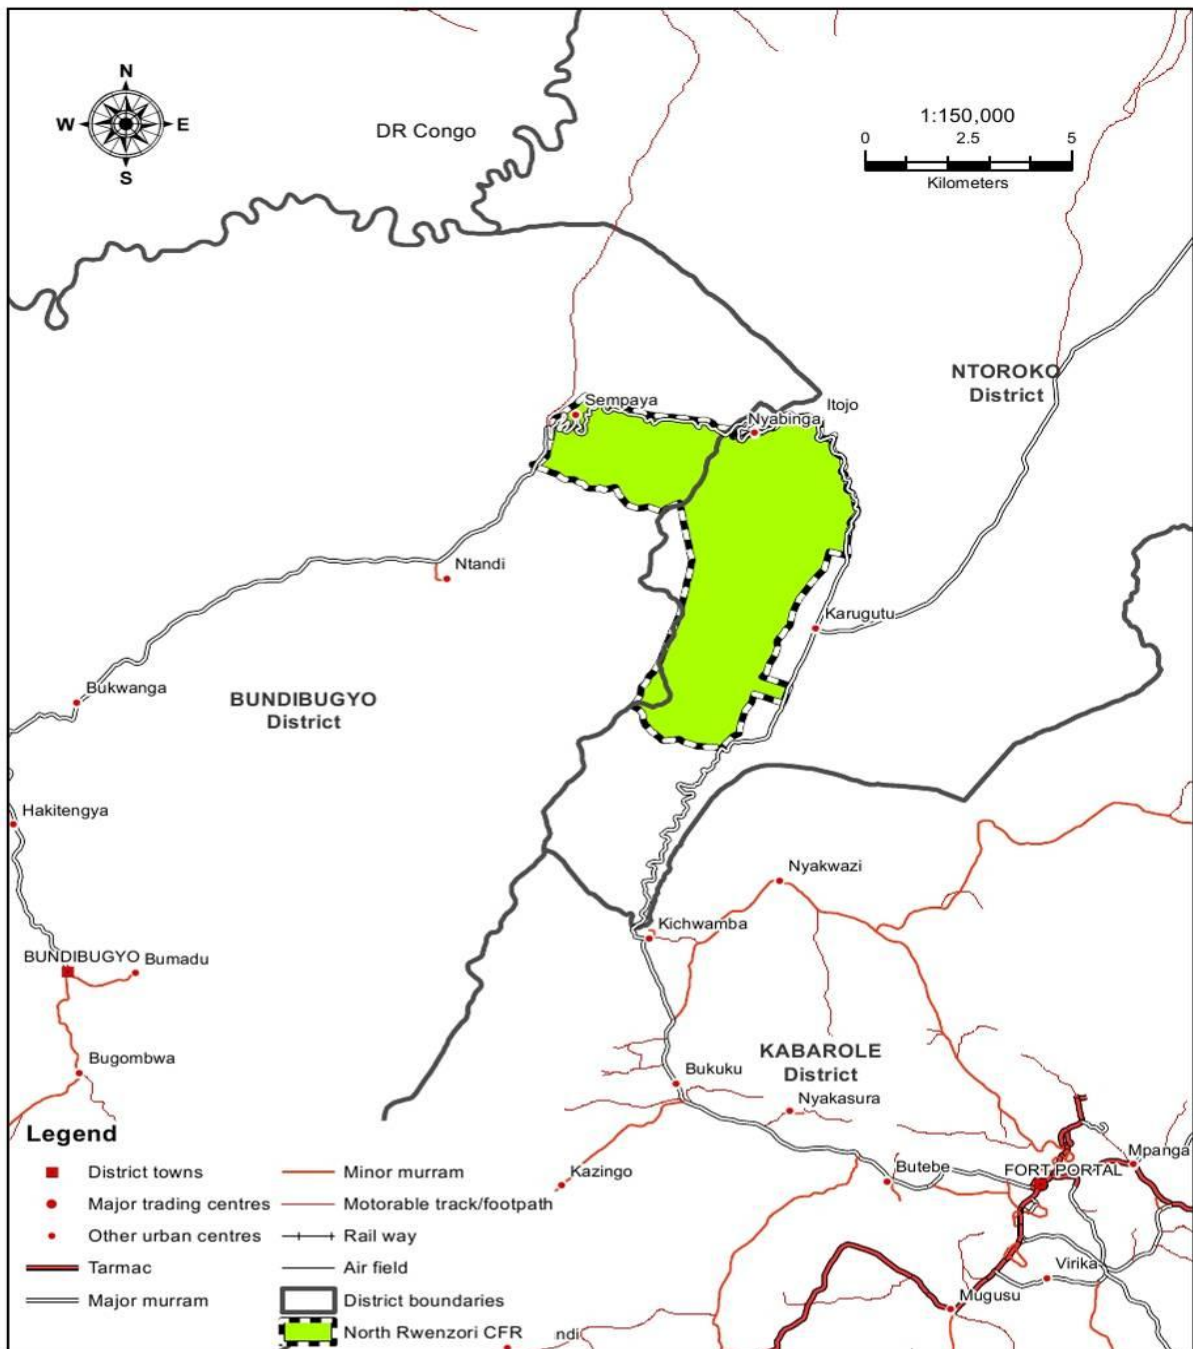 N
W
E
S
DR Congo
1:150,000
0
2.5
5
Kilometers
NTOROKO
District
Sempaya
Itojo
Nyabinga
Ntandi
Karugutu
Bukwanga
BUNDIBUGYO
District
Hakitengya
Nyakwazi
Kichwamba
BUNDIBUGYO
Bumadu
KABAROLE
District
Bugombwa
Bukuku
Nyakasura
Mpanga
Kazingo
Butebe
FORT PORTAL
Virika
Mugusu
Legend
District towns
Major trading centres
Other urban centres
Tarmac
Major murram
Minor murram
Motorable track/footpath
Rail way
Air field
District boundaries
North Rwenzori CFR
ndi